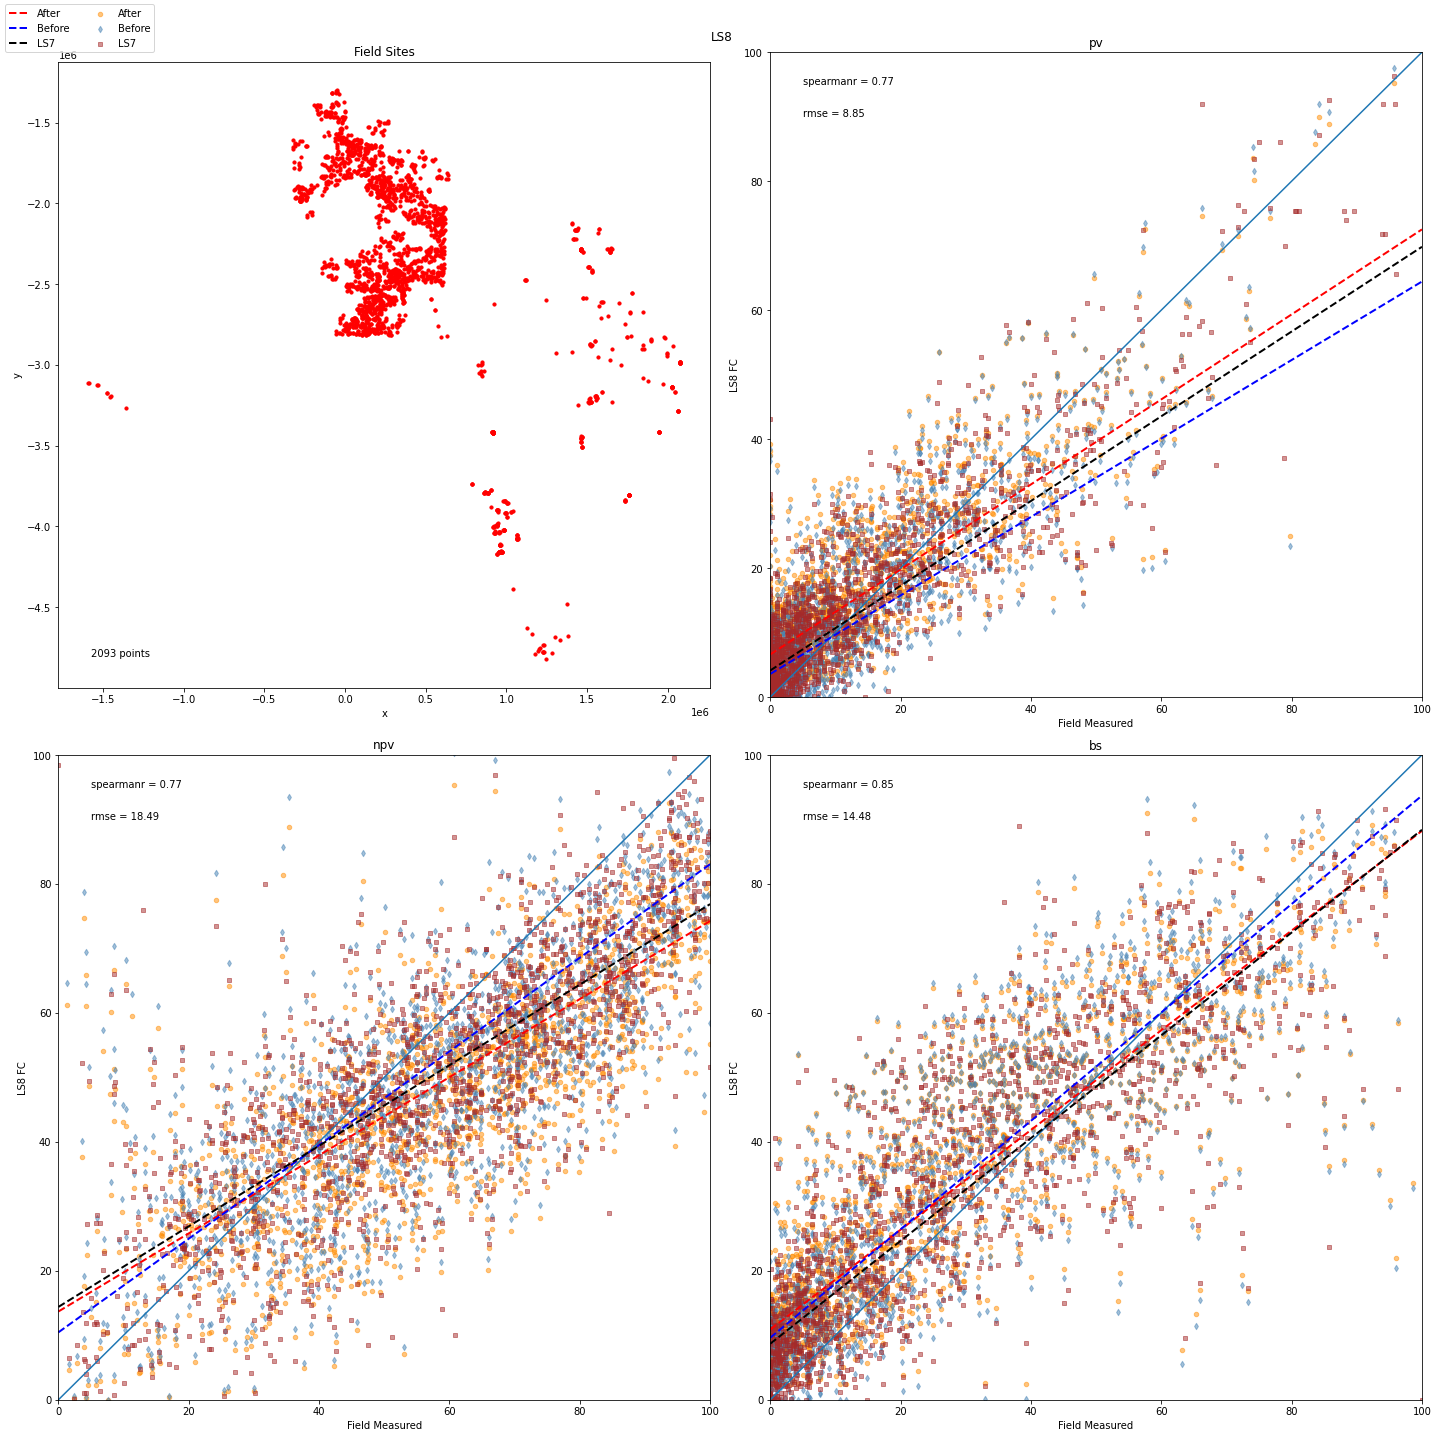 After After
Before Before
LS7 LS7
LS8
Field Sites
1e6
−1.5
−2.0
−2.5
−3.0
−3.5
−4.0
−4.5
y
2093 points
−1.5 −1.0 −0.5 0.0 0.5 1.0 1.5 2.0
1e6
x
pv
100
80
60
40
20
0
LS8 FC
spearmanr = 0.77
rmse = 8.85
0 20 40 60 80 100
Field Measured
npv
100
80
60
40
20
0
LS8 FC
spearmanr = 0.77
rmse = 18.49
0 20 40 60 80 100
Field Measured
bs
100
80
60
40
20
0
LS8 FC
spearmanr = 0.85
rmse = 14.48
0 20 40 60 80 100
Field Measured